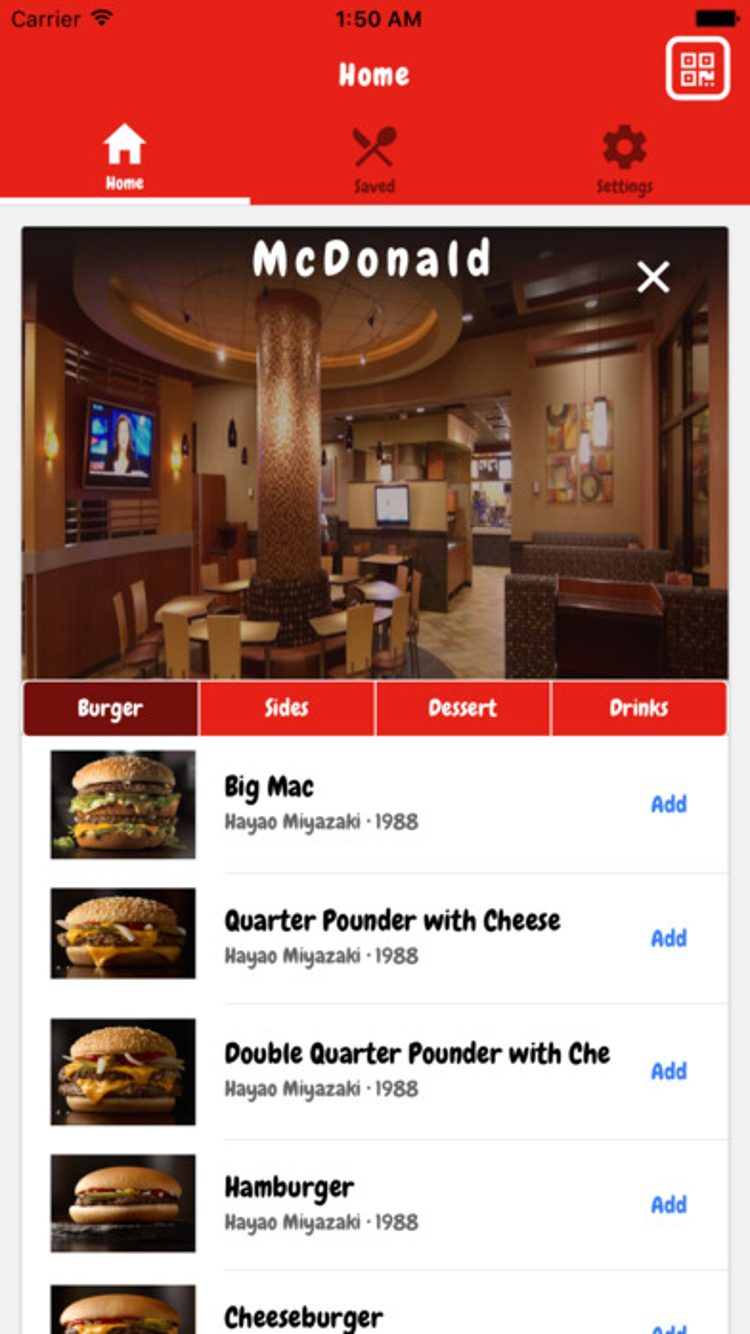 Carrier 1:50 AM
Home
Home Saved Settings
McDonald
Burger Sides Dessert Drinks
Big Mac
Hayao Miyazaki · 1988
Add
Quarter Pounder with Cheese
Hayao Miyazaki · 1988
Add
Double Quarter Pounder with Che
Hayao Miyazaki · 1988
Add
Hamburger
Hayao Miyazaki · 1988
Add
Cheeseburger
Add